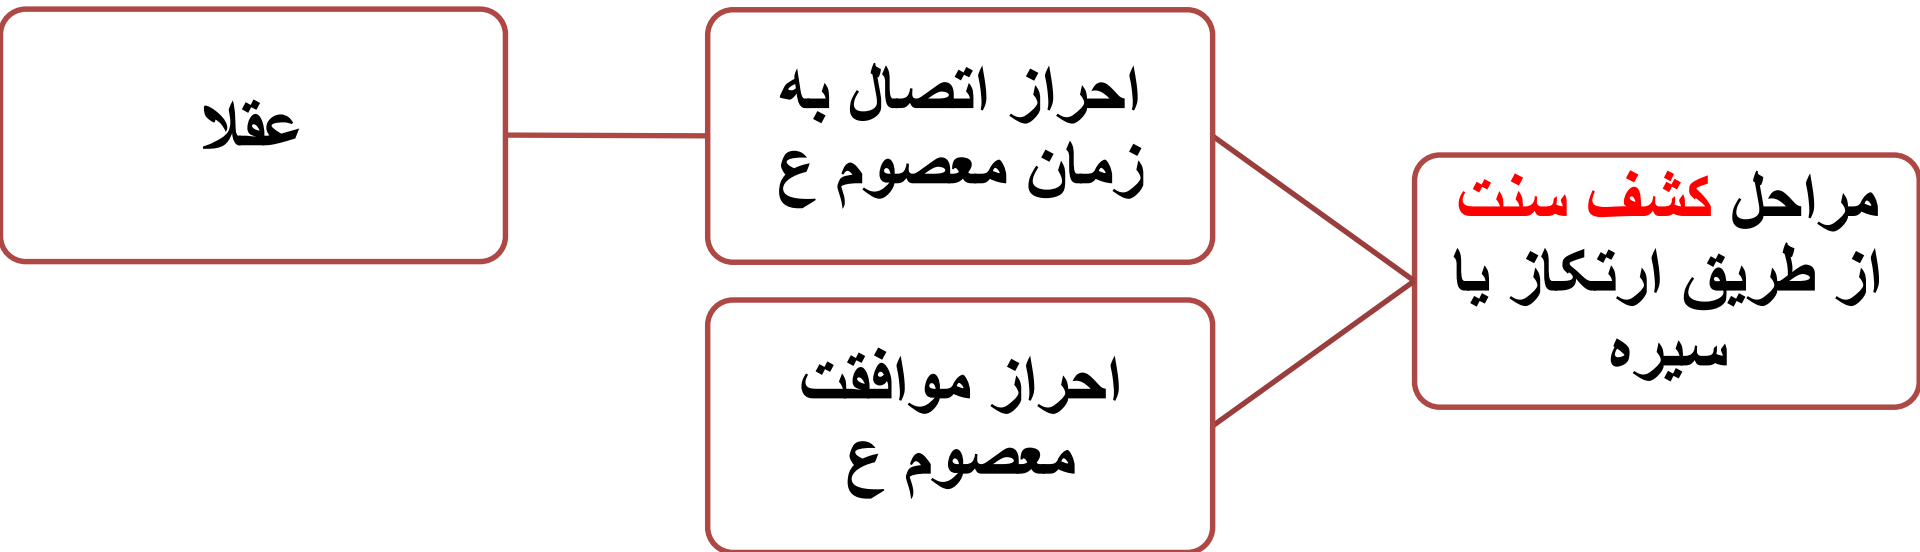 مراحل کشف سنت
از طریق ارتکاز یا
سیره
احراز اتصال به
زمان معصوم ع
عقلا
احراز موافقت
معصوم ع